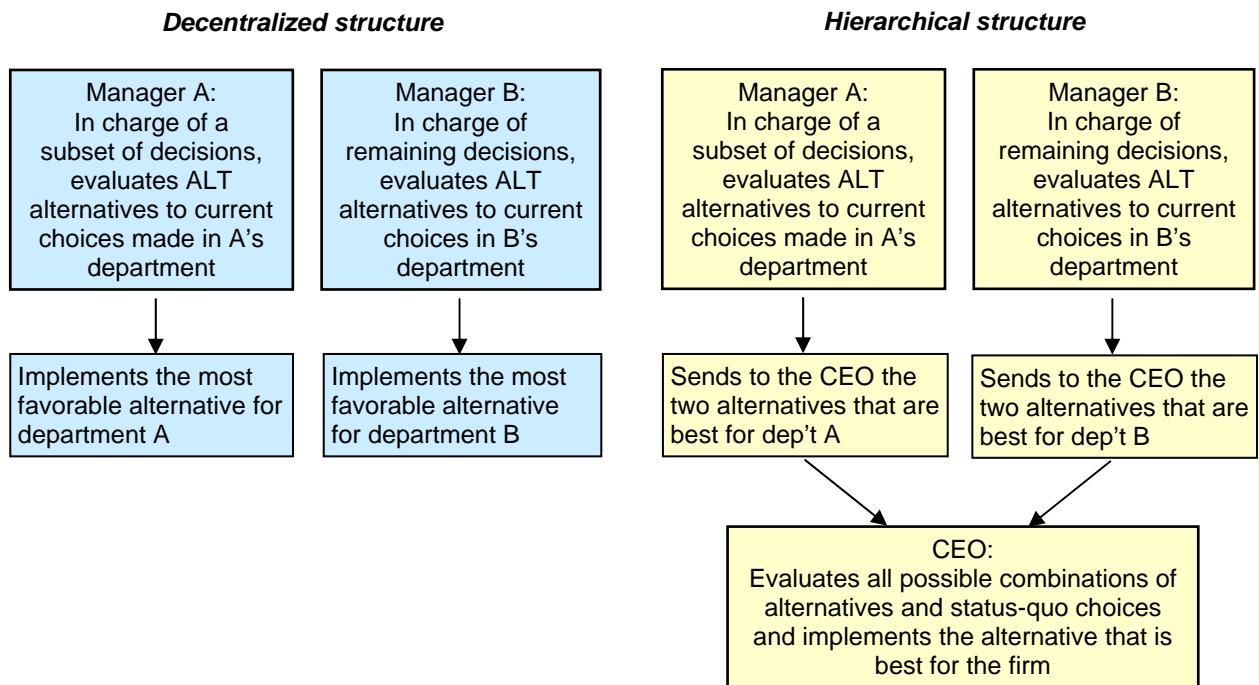 Decentralized structure
Manager A:
In charge of a
subset of decisions,
evaluates ALT
alternatives to current
choices made in A's
department
Manager B:
In charge of
remaining decisions,
evaluates ALT
alternatives to current
choices in B's
department
Implements the most
favorable alternative for
department A
Implements the most
favorable alternative
for department B
Hierarchical structure
Manager A:
In charge of a
subset of decisions,
evaluates ALT
alternatives to current
choices made in A's
department
Manager B:
In charge of
remaining decisions,
evaluates ALT
alternatives to current
choices in B's
department
Sends to the CEO the
two alternatives that are
best for dep't A
Sends to the CEO the
two alternatives that are
best for dep't B
CEO:
Evaluates all possible combinations of
alternatives and status-quo choices
and implements the alternative that is
best for the firm